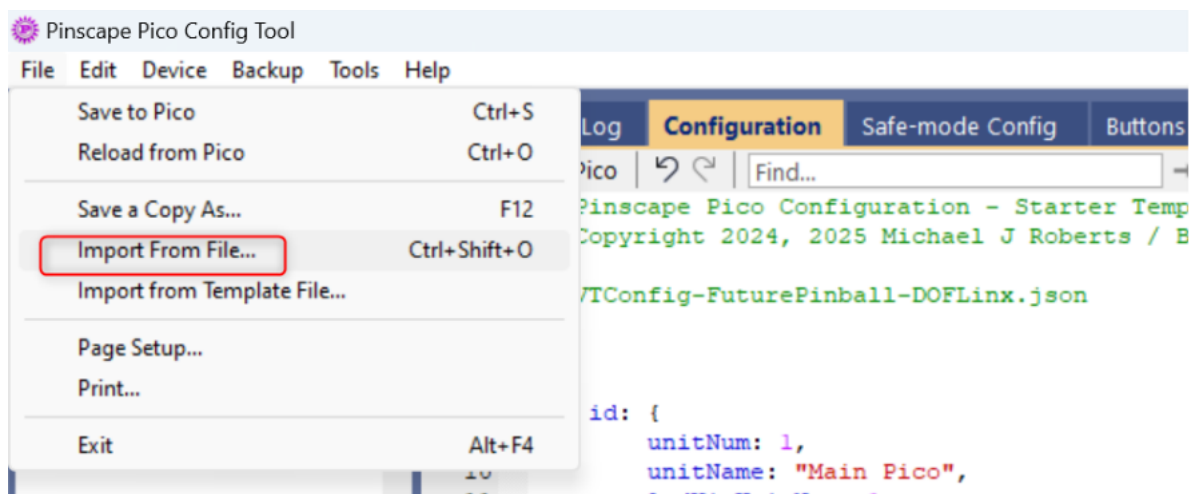 Pinscape Pico Config Tool
File Edit Device Backup Tools Help
Save to Pico Ctrl+S
Reload from Pico Ctrl+O
Save a Copy As... F12
Import From File... Ctrl+Shift+O
Import from Template File...
Page Setup...
Print...
Exit Alt+F4
Log Configuration Safe-mode Config Buttons
Pico Find...
Pinscape Pico Configuration - Starter Temp
Copyright 2024, 2025 Michael J Roberts / B
VTConfig-FuturePinball-DOFLinx.json
id: {
unitNum: 1,
unitName: "Main Pico",